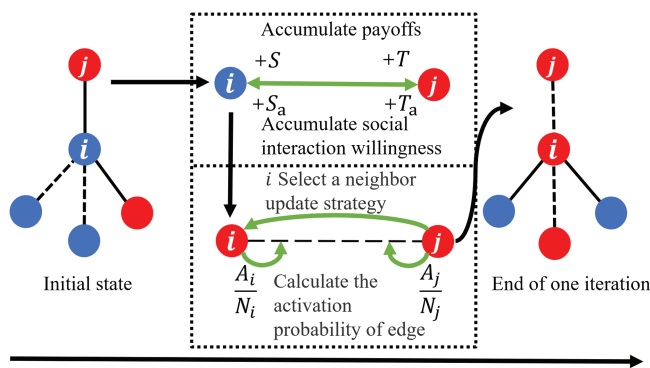 Accumulate payoffs
j
i
+S
+T
j
+Sa
+Ta
i
Accumulate social
interaction willingness
i Select a neighbor
update strategy
i
j
i
Ai
Ni
Aj
Nj
Calculate the
activation
probability of edge
Initial state
End of one iteration
j